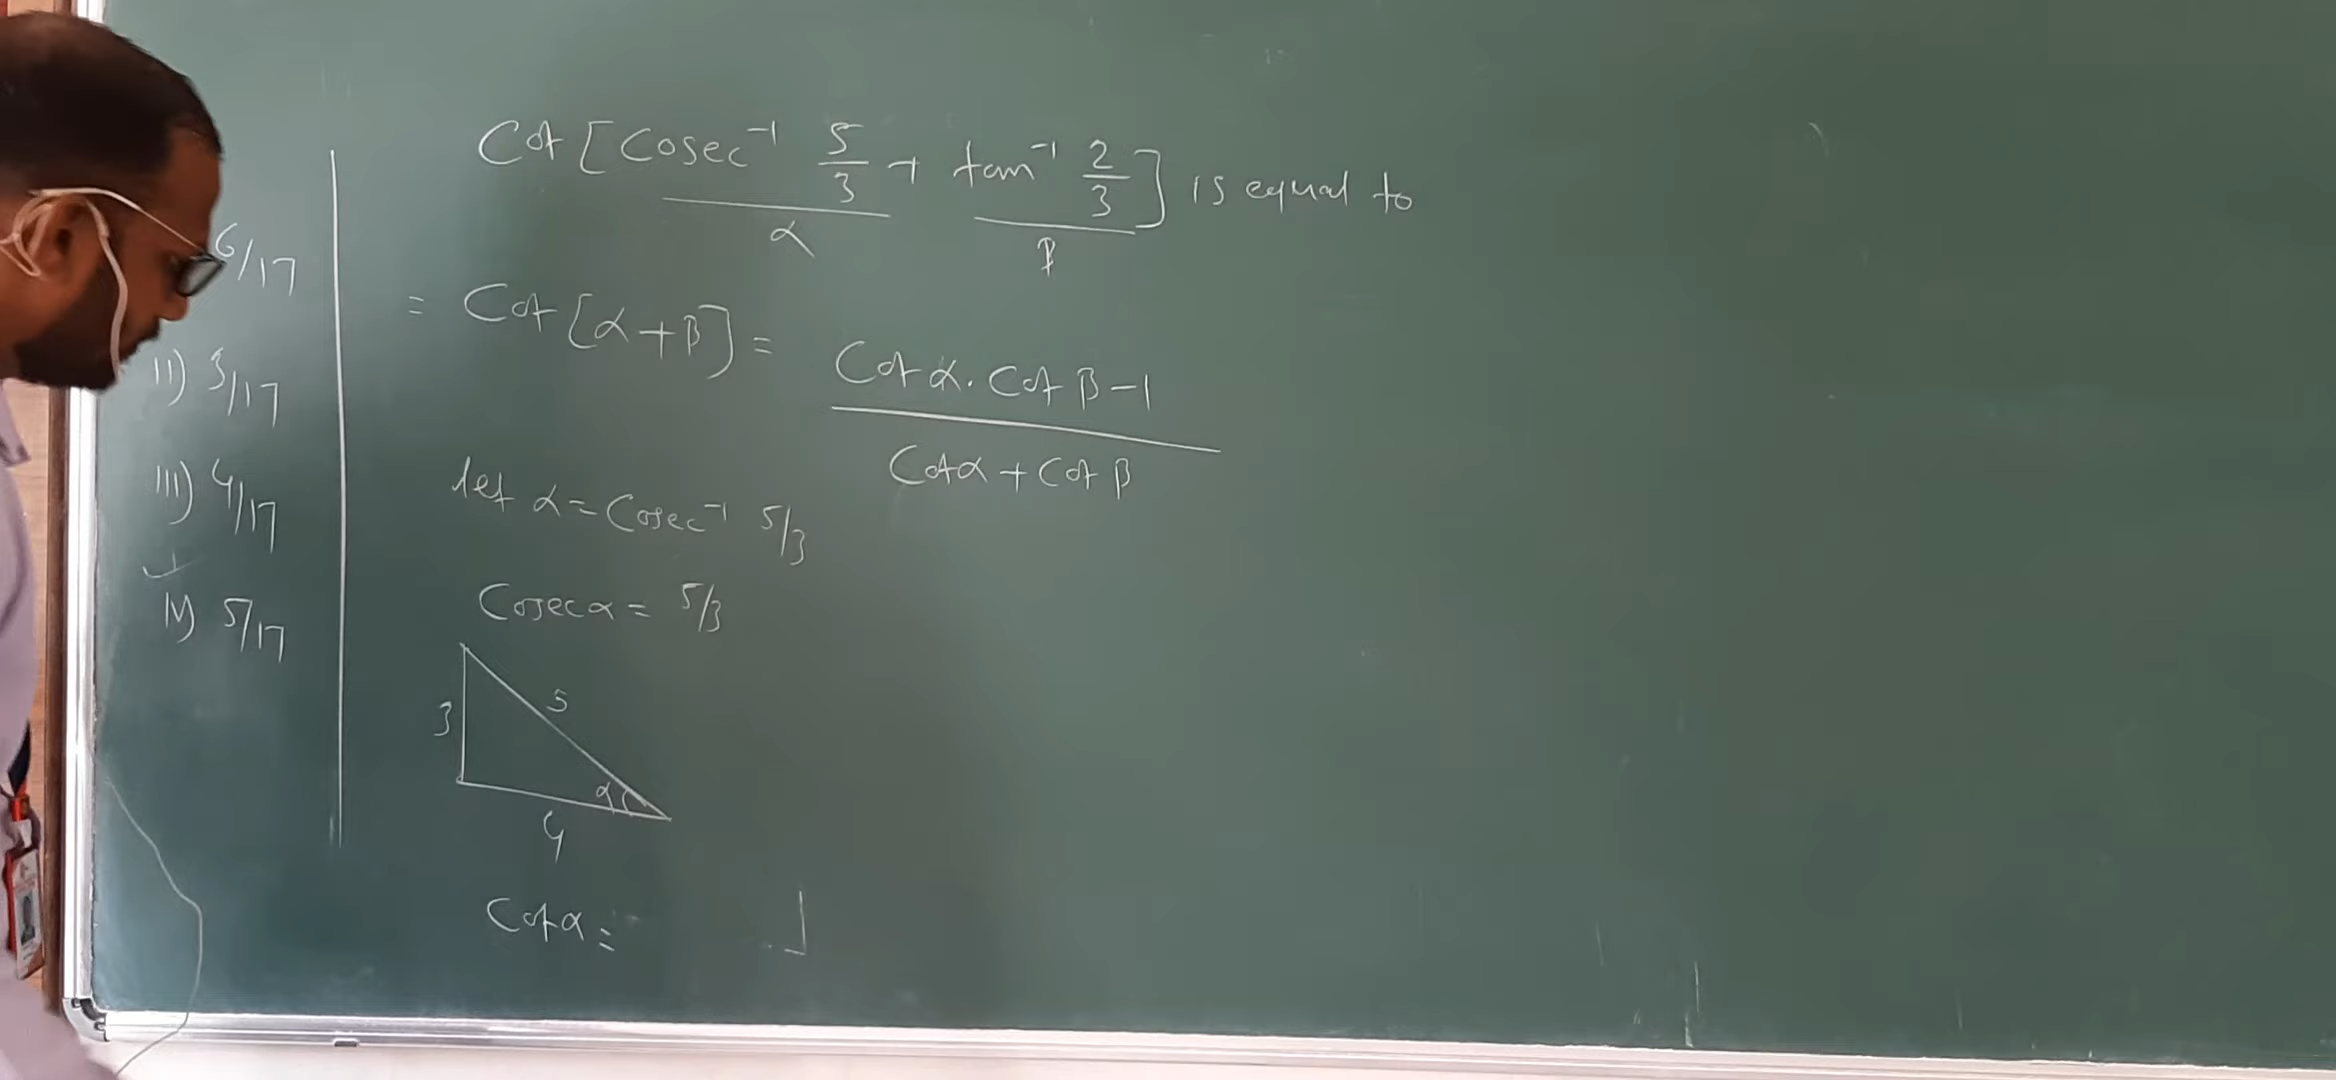 Cot [Cosec⁻¹ 5/3 + tan⁻¹ 2/3] is equal to
α β
= Cot [α+β] = Cot α. Cot β -1 / Cot α + Cot β
let α = Cosec⁻¹ 5/3
Cosec α = 5/3
3
5
α
4
Cot α =
6/17
II) 3/17
III) 4/17
IV) 5/17